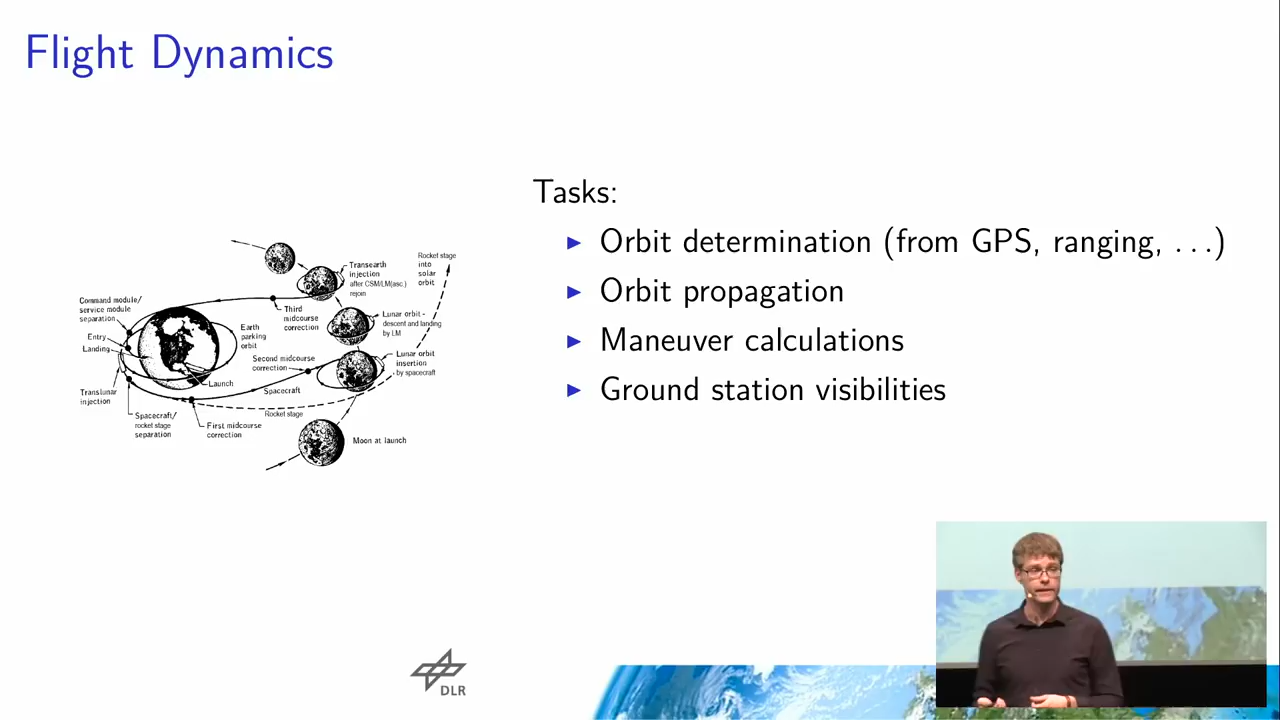 Flight Dynamics
Tasks:
Orbit determination (from GPS, ranging, . . .)
Orbit propagation
Maneuver calculations
Ground station visibilities
Rocket stage
into
solar
orbit
Transearth
injection
after CSM/LM(asc.)
rejoin
Command module/
service module
separation
Third
midcourse
correction
Lunar orbit -
descent and landing
by LM
Entry
Landing
Earth
parking
orbit
Second midcourse
correction
Lunar orbit
insertion
by spacecraft
Launch
Translunar
injection
Spacecraft
Rocket stage
Spacecraft/
rocket stage
separation
First midcourse
correction
Moon at launch
DLR